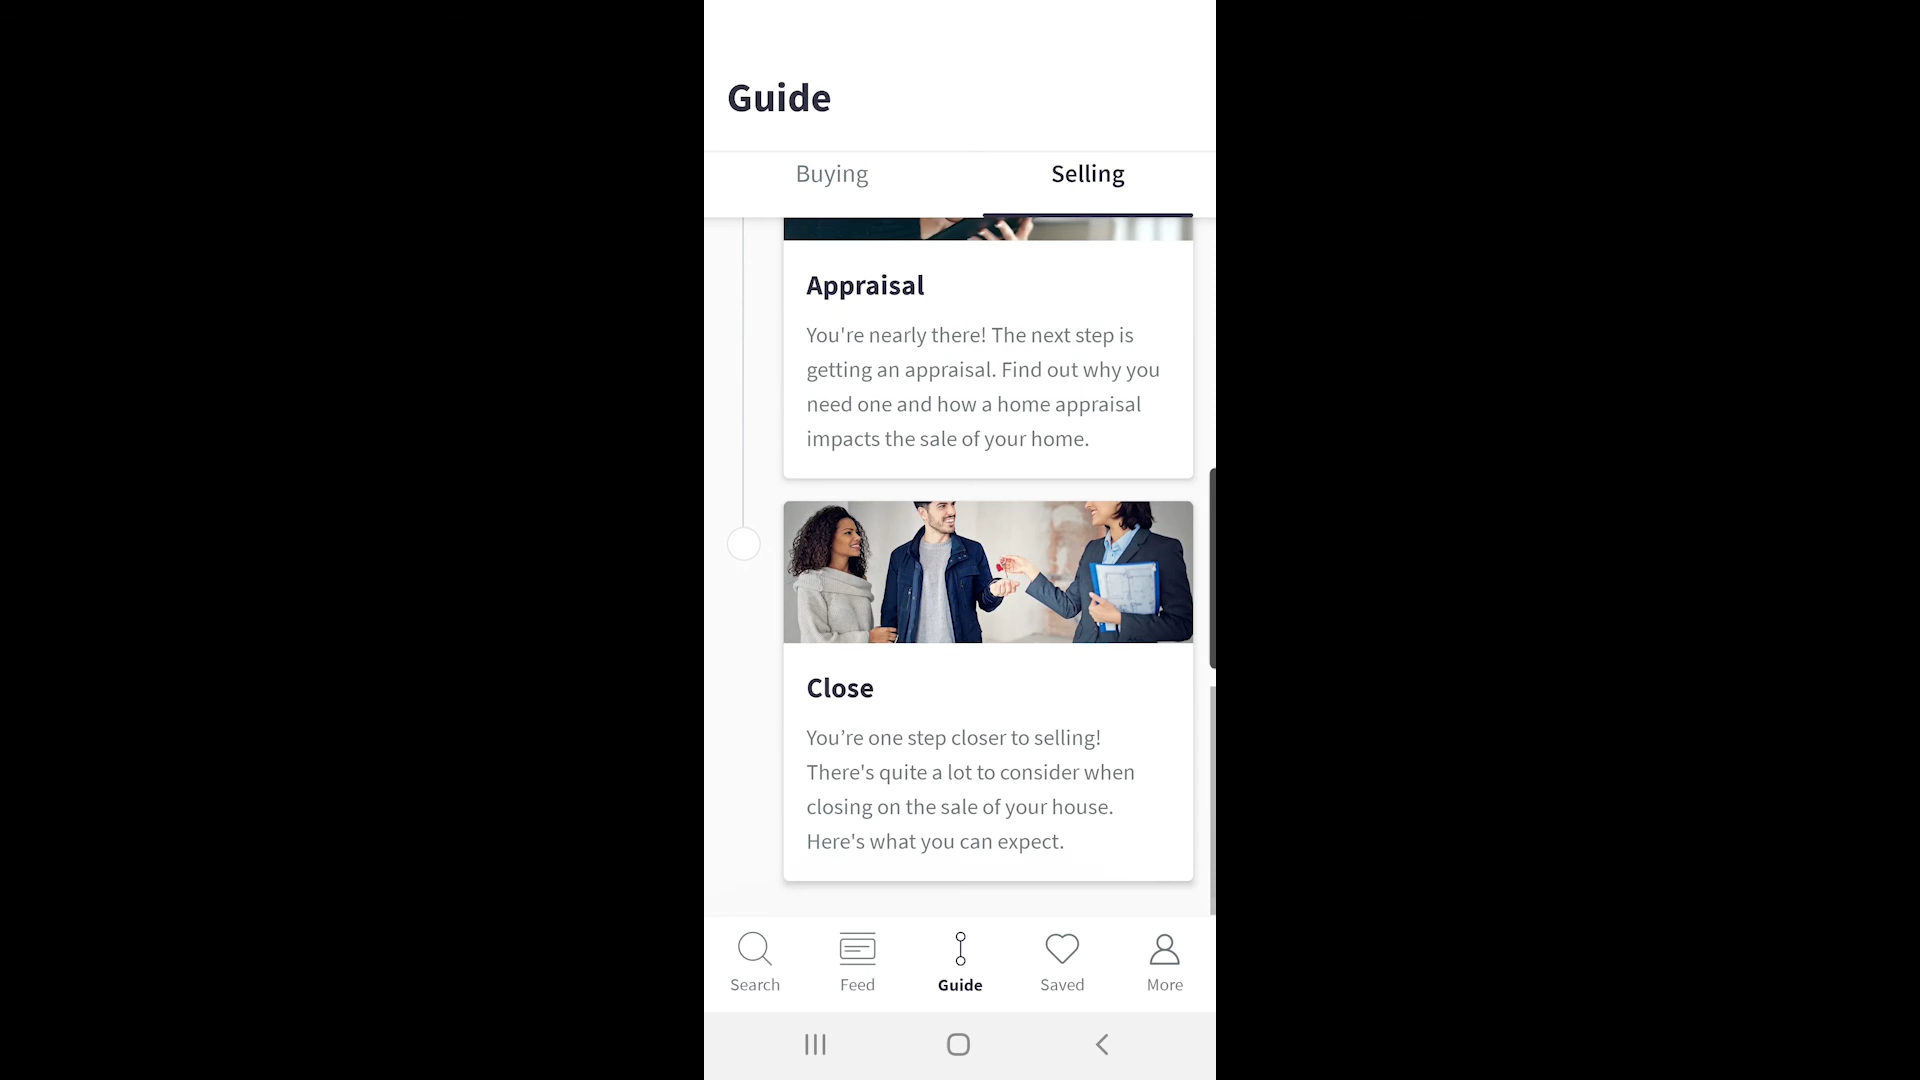 Guide
Buying
Selling
Appraisal
You're nearly there! The next step is
getting an appraisal. Find out why you
need one and how a home appraisal
impacts the sale of your home.
Close
You’re one step closer to selling!
There's quite a lot to consider when
closing on the sale of your house.
Here's what you can expect.
Search
Feed
Guide
Saved
More